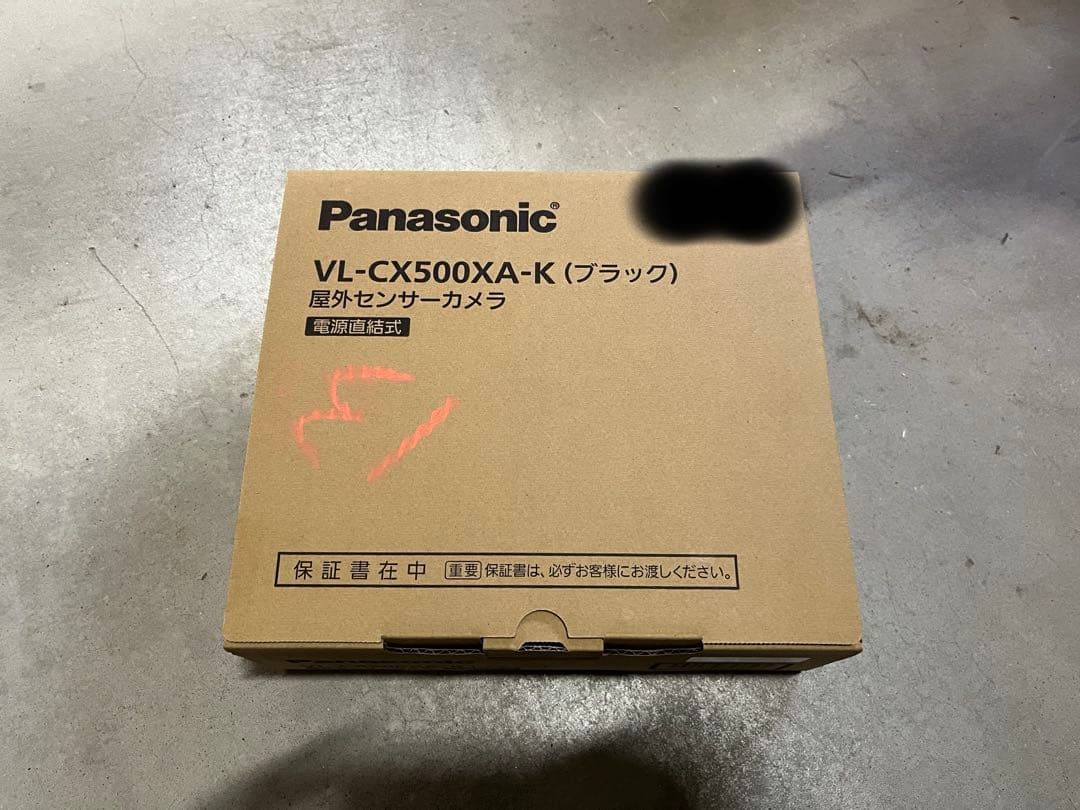 Panasonic®
VL-CX500XA-K (ブラック)
屋外センサーカメラ
電源直結式
保証書在中 重要 保証書は、必ずお客様にお渡しください。
Panasonic